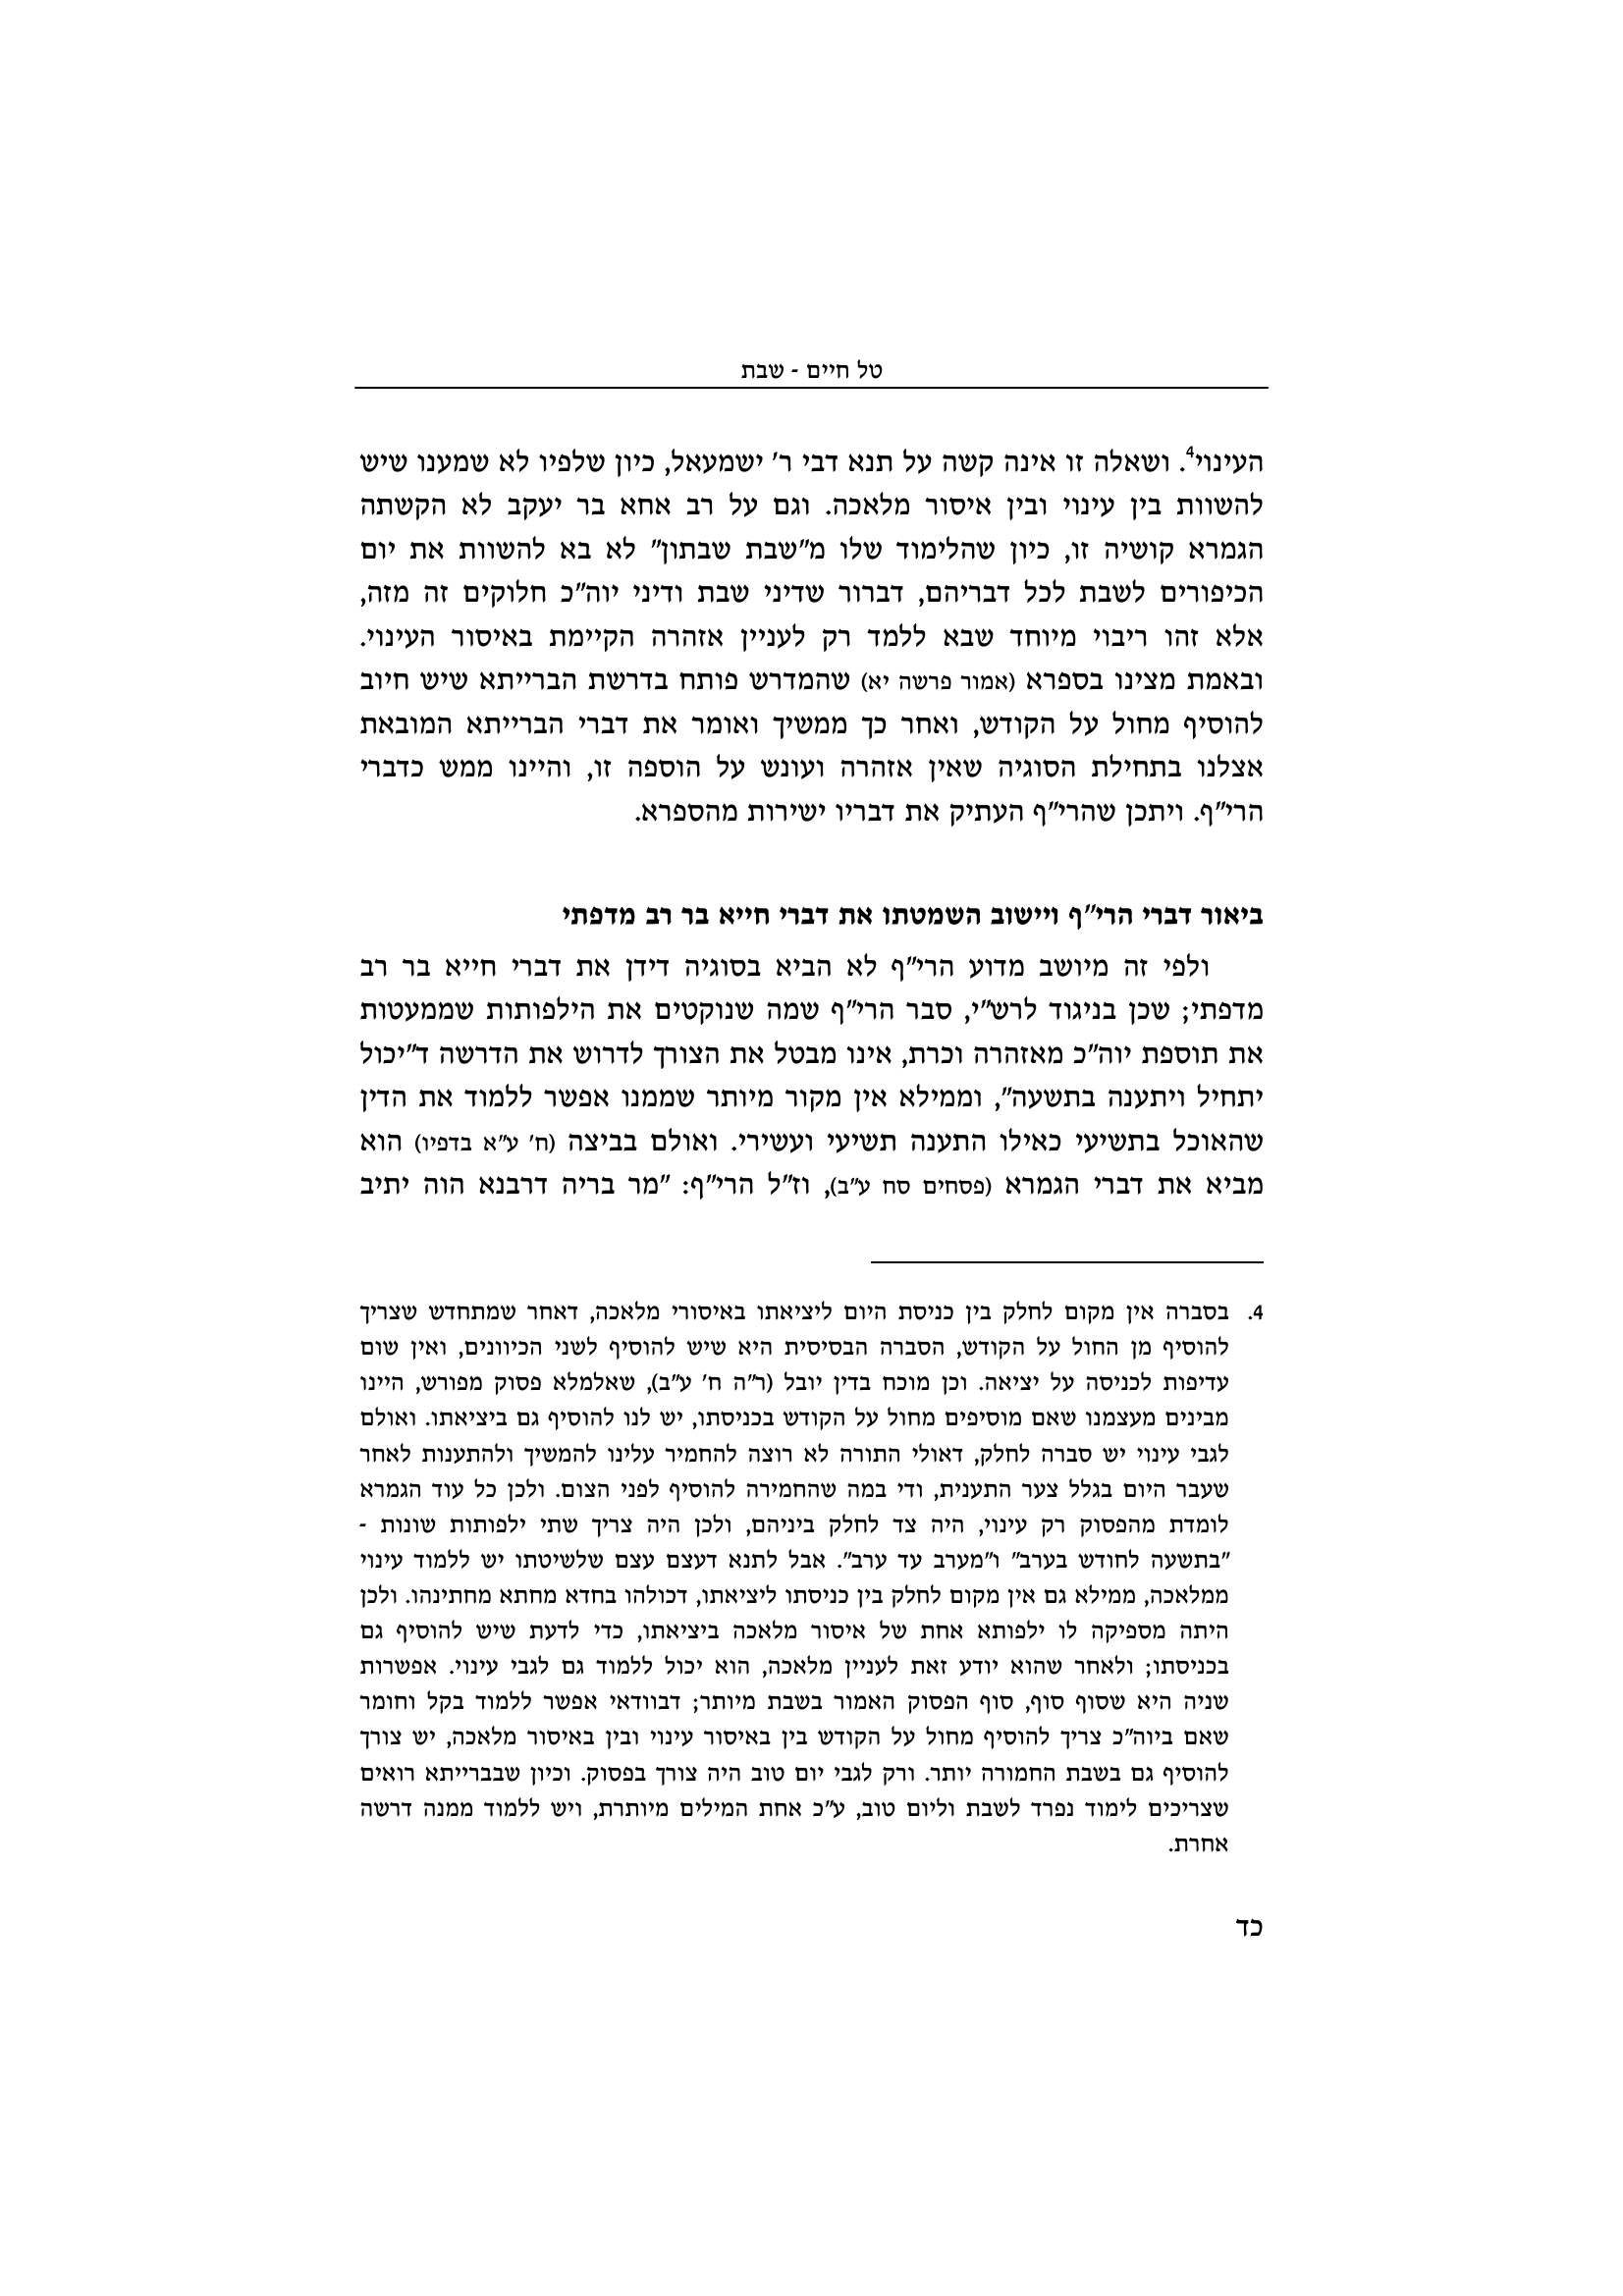 טל חיים - שבת
העינוי4. ושאלה זו אינה קשה על תנא דבי ר' ישמעאל, כיון שלפיו לא שמענו שיש
להשוות בין עינוי ובין איסור מלאכה. וגם על רב אחא בר יעקב לא הקשתה
הגמרא קושיה זו, כיון שהלימוד שלו מ"שבת שבתון" לא בא להשוות את יום
הכיפורים לשבת לכל דבריהם, דברור שדיני שבת ודיני יוה"כ חלוקים זה מזה,
אלא זהו ריבוי מיוחד שבא ללמד רק לעניין אזהרה הקיימת באיסור העינוי.
ובאמת מצינו בספרא (אמור פרשה יא) שהמדרש פותח בדרשת הברייתא שיש חיוב
להוסיף מחול על הקודש, ואחר כך ממשיך ואומר את דברי הברייתא המובאת
אצלנו בתחילת הסוגיה שאין אזהרה ועונש על הוספה זו, והיינו ממש כדברי
הרי"ף. ויתכן שהרי"ף העתיק את דבריו ישירות מהספרא.
ביאור דברי הרי"ף ויישוב השמטתו את דברי חייא בר רב מדפתי
ולפי זה מיושב מדוע הרי"ף לא הביא בסוגיה דידן את דברי חייא בר רב
מדפתי; שכן בניגוד לרש"י, סבר הרי"ף שמה שנוקטים את הילפותות שממעטות
את תוספת יוה"כ מאזהרה וכרת, אינו מבטל את הצורך לדרוש את הדרשה ד"יכול
יתחיל ויתענה בתשעה", וממילא אין מקור מיותר שממנו אפשר ללמוד את הדין
שהאוכל בתשיעי כאילו התענה תשיעי ועשירי. ואולם בביצה (ח' ע"א בדפיו) הוא
מביא את דברי הגמרא (פסחים סח ע"ב), וז"ל הרי"ף: "מר בריה דרבנא הוה יתיב
4. בסברה אין מקום לחלק בין כניסת היום ליציאתו באיסורי מלאכה, דאחר שמתחדש שצריך
להוסיף מן החול על הקודש, הסברה הבסיסית היא שיש להוסיף לשני הכיוונים, ואין שום
עדיפות לכניסה על יציאה. וכן מוכח בדין יובל (ר"ה ח' ע"ב), שאלמלא פסוק מפורש, היינו
מבינים מעצמנו שאם מוסיפים מחול על הקודש בכניסתו, יש לנו להוסיף גם ביציאתו. ואולם
לגבי עינוי יש סברה לחלק, דאולי התורה לא רוצה להחמיר עלינו להמשיך ולהתענות לאחר
שעבר היום בגלל צער התענית, ודי במה שהחמירה להוסיף לפני הצום. ולכן כל עוד הגמרא
לומדת מהפסוק רק עינוי, היה צד לחלק ביניהם, ולכן היה צריך שתי ילפותות שונות -
"בתשעה לחודש בערב" ו"מערב עד ערב". אבל לתנא דעצם עצם שלשיטתו יש ללמוד עינוי
ממלאכה, ממילא גם אין מקום לחלק בין כניסתו ליציאתו, דכולהו בחדא מחתא מחתינהו. ולכן
היתה מספיקה לו ילפותא אחת של איסור מלאכה ביציאתו, כדי לדעת שיש להוסיף גם
בכניסתו; ולאחר שהוא יודע זאת לעניין מלאכה, הוא יכול ללמוד גם לגבי עינוי. אפשרות
שניה היא שסוף סוף, סוף הפסוק האמור בשבת מיותר; דבוודאי אפשר ללמוד בקל וחומר
שאם ביוה"כ צריך להוסיף מחול על הקודש בין באיסור עינוי ובין באיסור מלאכה, יש צורך
להוסיף גם בשבת החמורה יותר. ורק לגבי יום טוב היה צורך בפסוק. וכיון שבברייתא רואים
שצריכים לימוד נפרד לשבת וליום טוב, ע"כ אחת המילים מיותרת, ויש ללמוד ממנה דרשה
אחרת.
כד